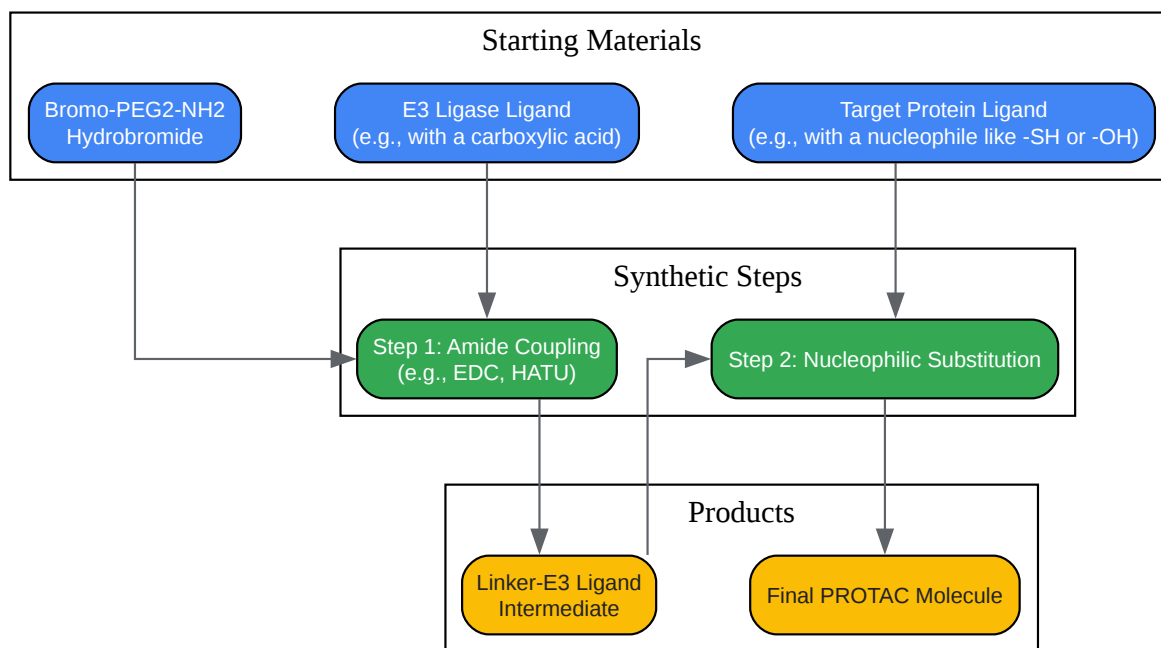 Starting Materials
Bromo-PEG2-NH2
Hydrobromide
E3 Ligase Ligand
(e.g., with a carboxylic acid)
Target Protein Ligand
(e.g., with a nucleophile like -SH or -OH)
Synthetic Steps
Step 1: Amide Coupling
(e.g., EDC, HATU)
Step 2: Nucleophilic Substitution
Products
Linker-E3 Ligand
Intermediate
Final PROTAC Molecule